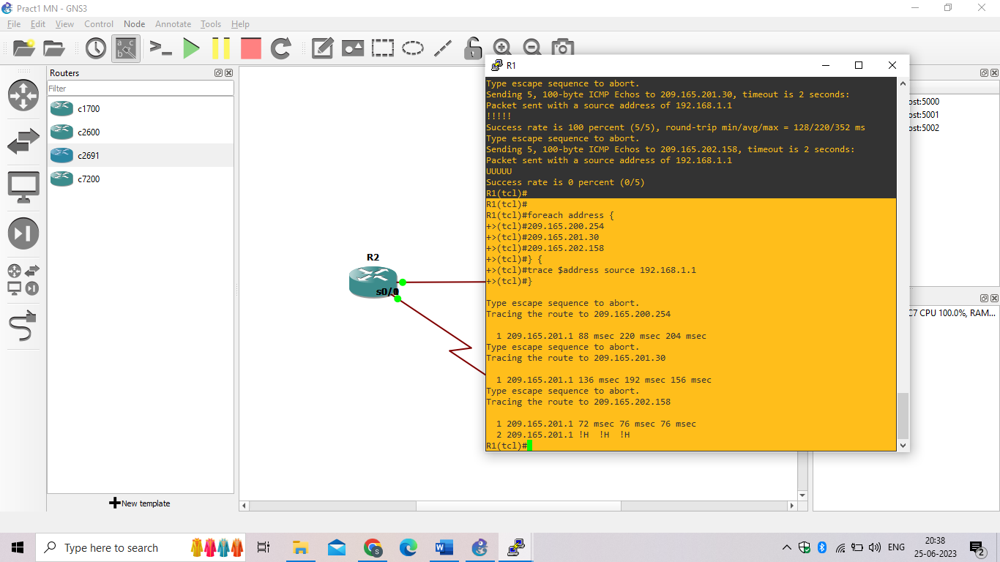 Pract1 MN - GNS3
File Edit View Control Node Annotate Tools Help
Routers
Filter
c1700
c2600
c2691
c7200
New template
R2
R1
Type escape sequence to abort.
Sending 5, 100-byte ICMP Echos to 209.165.201.30, timeout is 2 seconds:
Packet sent with a source address of 192.168.1.1
!!!!!
Success rate is 100 percent (5/5), round-trip min/avg/max = 128/220/352 ms
Type escape sequence to abort.
Sending 5, 100-byte ICMP Echos to 209.165.202.158, timeout is 2 seconds:
Packet sent with a source address of 192.168.1.1
UUUUU
Success rate is 0 percent (0/5)
R1(tcl)#
R1(tcl)#
R1(tcl)#foreach address {
+>(tcl)#209.165.200.254
+>(tcl)#209.165.201.30
+>(tcl)#209.165.202.158
+>(tcl)#} {
+>(tcl)#trace $address source 192.168.1.1
+>(tcl)#}
Type escape sequence to abort.
Tracing the route to 209.165.200.254
1 209.165.201.1 88 msec 220 msec 204 msec
Type escape sequence to abort.
Tracing the route to 209.165.201.30
1 209.165.201.1 136 msec 192 msec 156 msec
Type escape sequence to abort.
Tracing the route to 209.165.202.158
1 209.165.201.1 72 msec 76 msec 76 msec
2 209.165.201.1 !H !H !H
R1(tcl)#
ost:5000
ost:5001
ost:5002
C7 CPU 100.0%, RAM...
Type here to search
ENG
20:38
25-06-2023
2